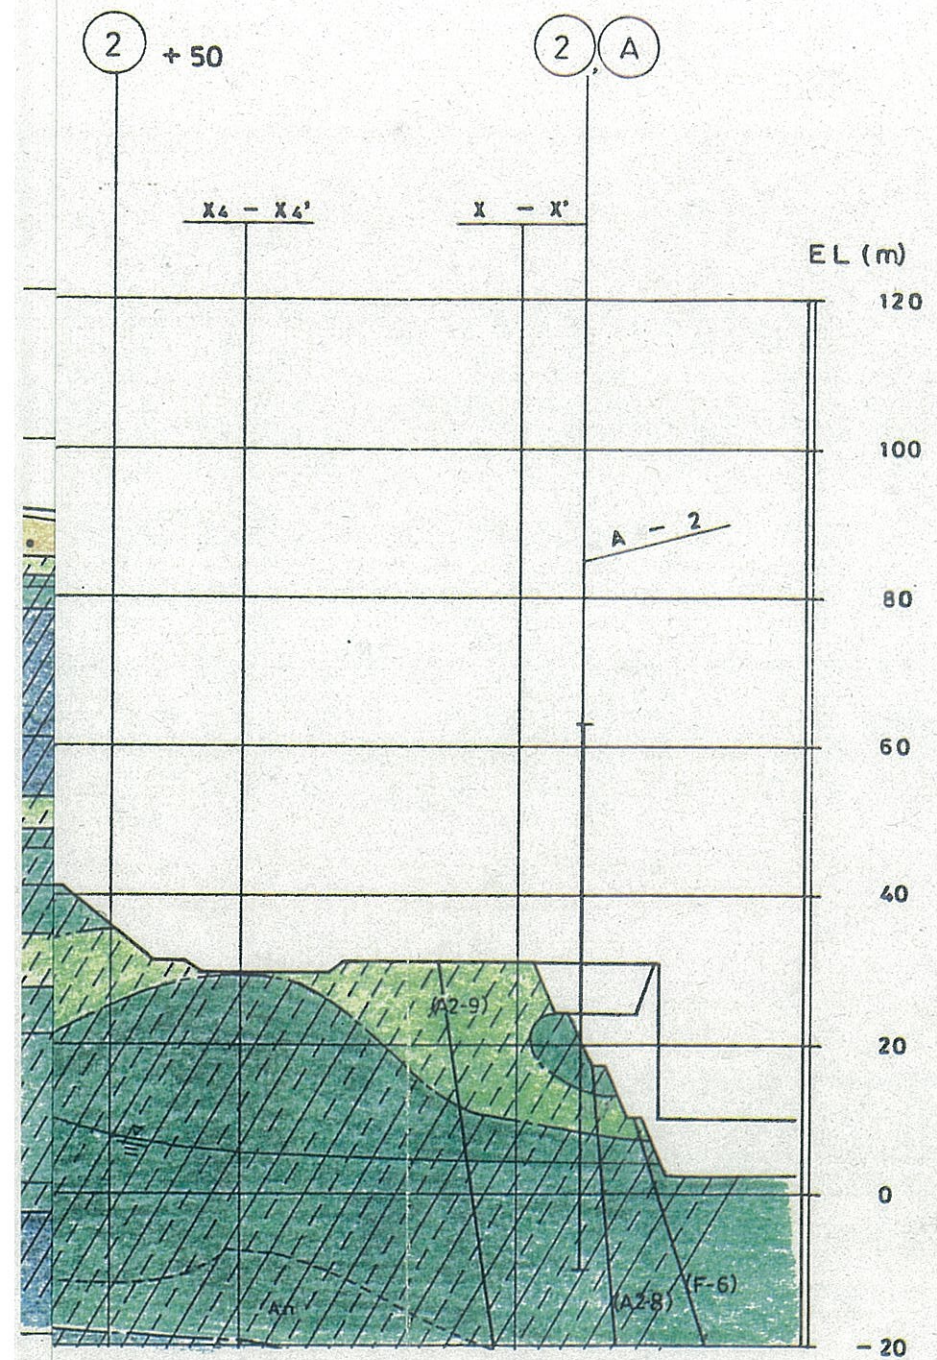 2 + 50 2 , A
X4 - X4' X - X'
EL (m)
120
100
A - 2
80
60
40
(A2-9)
20
0
(F-6)
(A2-8)
An
- 20